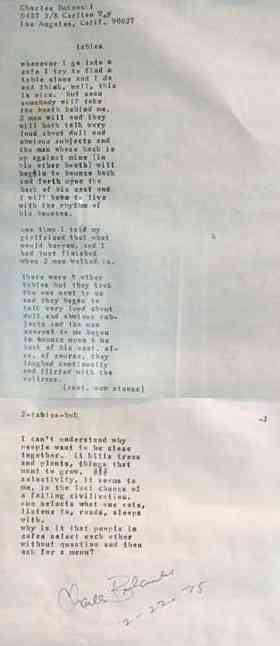 Charles Bukowski
5437 2/8 Carlton Way
Los Angeles, Calif. 90027
tables
whenever I go into a
cafe I try to find a
table alone and I do
and think, well, this
is nice. but soon
somebody will take
the booth behind me.
2 men will and they
will both talk very
loud about dull and
obvious subjects and
the man whose back is
up against mine (in
the other booth) will
begin to bounce back
and forth upon the
back of his seat and
I will have to live
with the rhythm of
his bounces.
one time I told my
girlfriend that what
would happen, and I
had just finished
when 2 men walked in.
there were 9 other
tables but they took
the one next to us
and they began to
talk very loud about
dull and obvious sub-
jects and the man
nearest to me began
to bounce upon the
back of his seat.
of course, they
laughed continually
and flirted with the
waitress.
(cont. new stanza)
2-tables-buk
-2
I can't understand why
people want to be close
together. it kills trees
and plants, things that
want to grow.
selectivity, it seems to
me, is the last chance of
a failing civilization.
one selects what one eats,
listens to, reads, sleeps
with.
why is it that people in
cafes select each other
without question and then
ask for a menu?
2-22-75